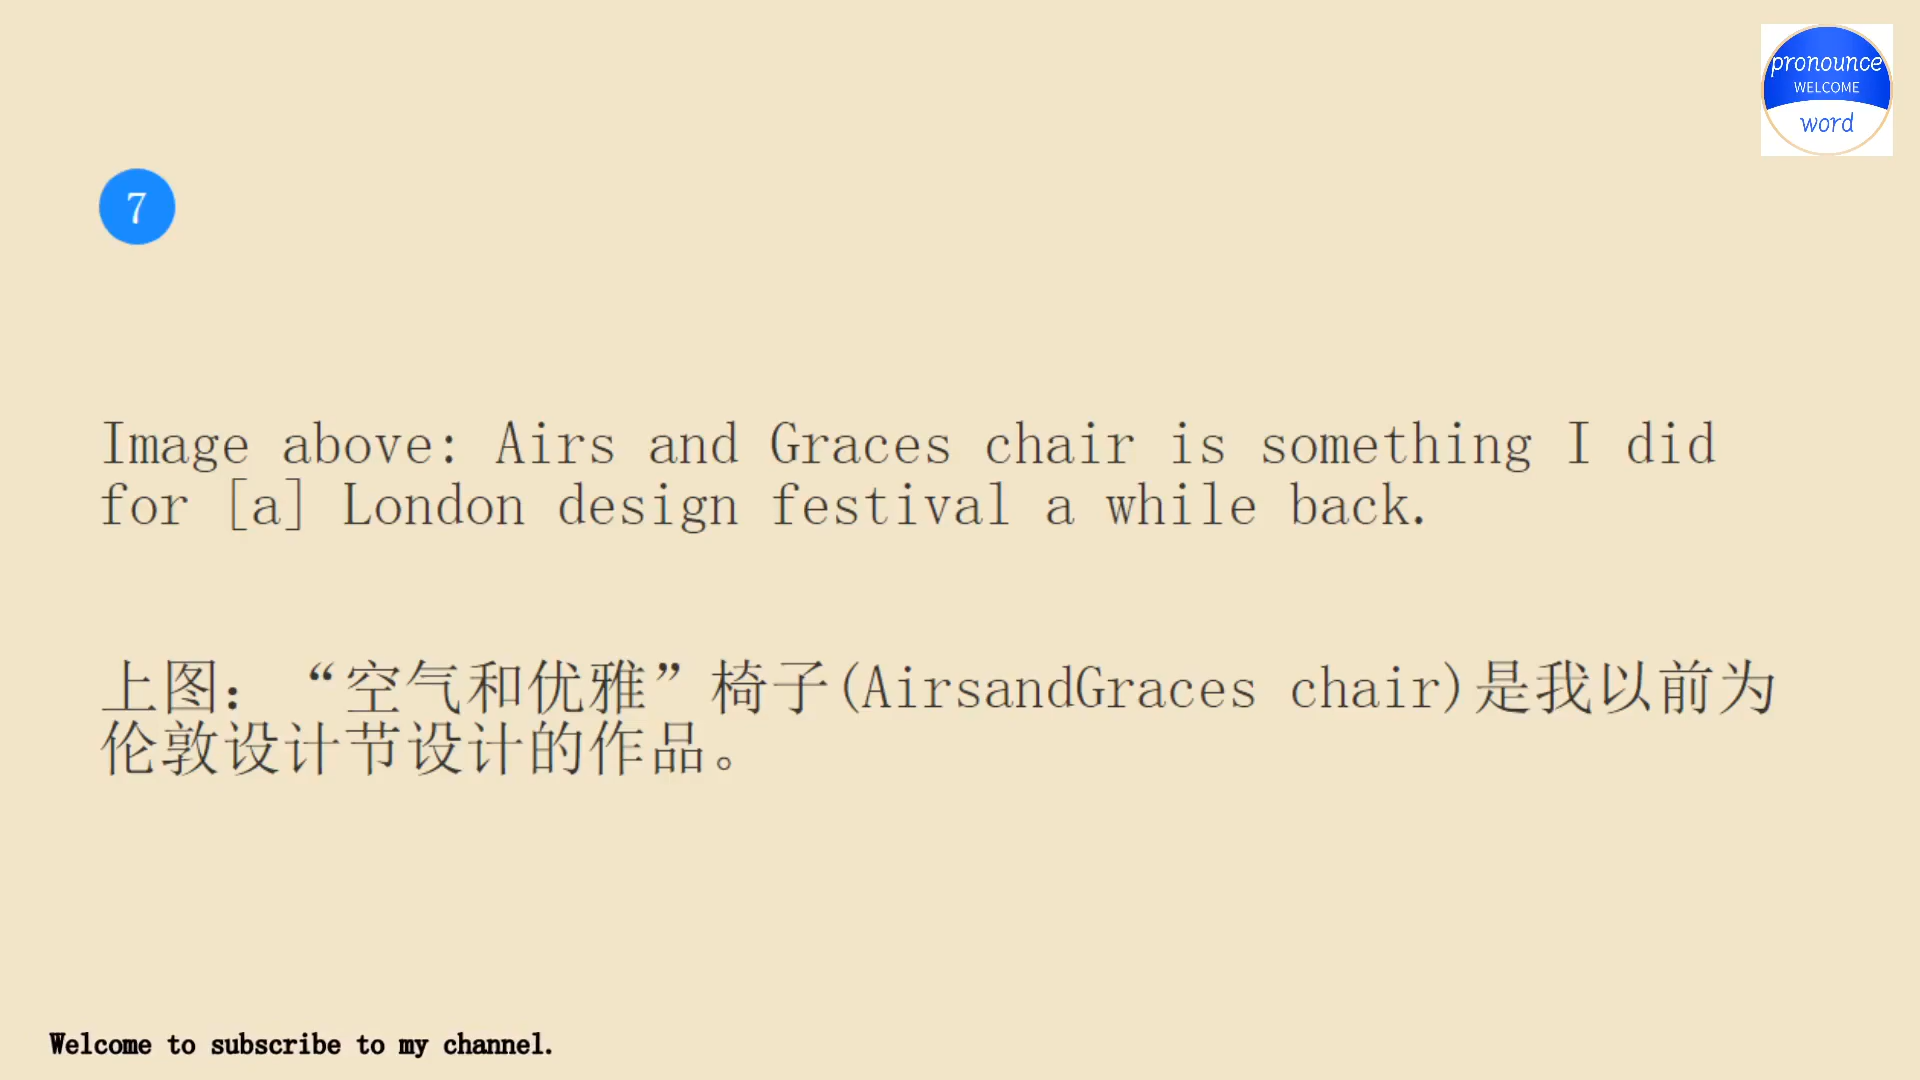 pronounce
WELCOME
word
7
Image above: Airs and Graces chair is something I did
for [a] London design festival a while back.
上图：“空气和优雅”椅子(AirsandGraces chair)是我以前为
伦敦设计节设计的作品。
Welcome to subscribe to my channel.